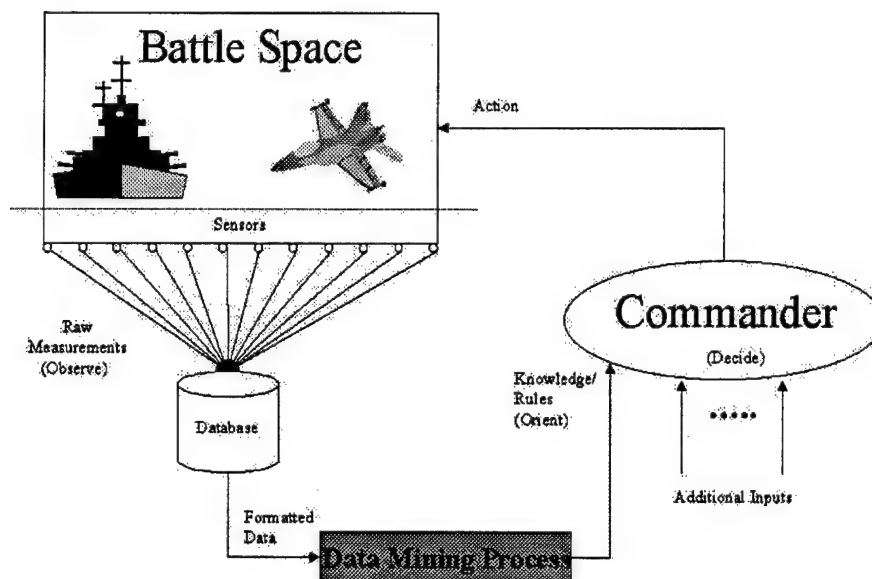 Battle Space
Action
Sensors
Raw
Measurements
(Observe)
Commander
(Decide)
Knowledge/
Rules
(Orient)
Database
Additional Inputs
Formatted
Data
Data Mining Process